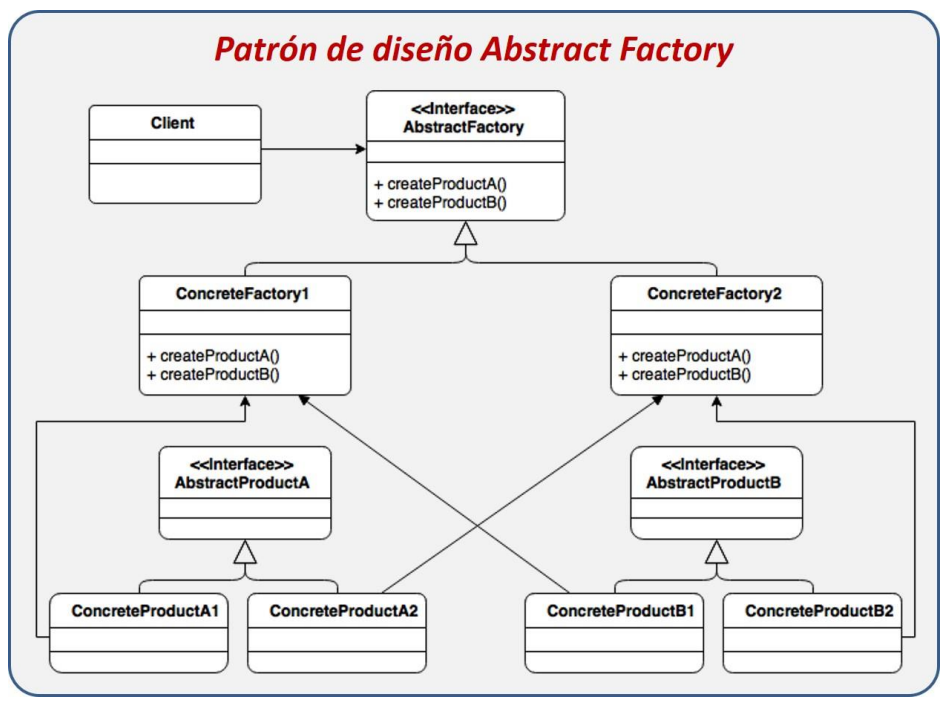 Patrón de diseño Abstract Factory
Client
<<Interface>>
AbstractFactory
+ createProductA()
+ createProductB()
ConcreteFactory1
+ createProductA()
+ createProductB()
ConcreteFactory2
+ createProductA()
+ createProductB()
<<Interface>>
AbstractProductA
<<Interface>>
AbstractProductB
ConcreteProductA1
ConcreteProductA2
ConcreteProductB1
ConcreteProductB2